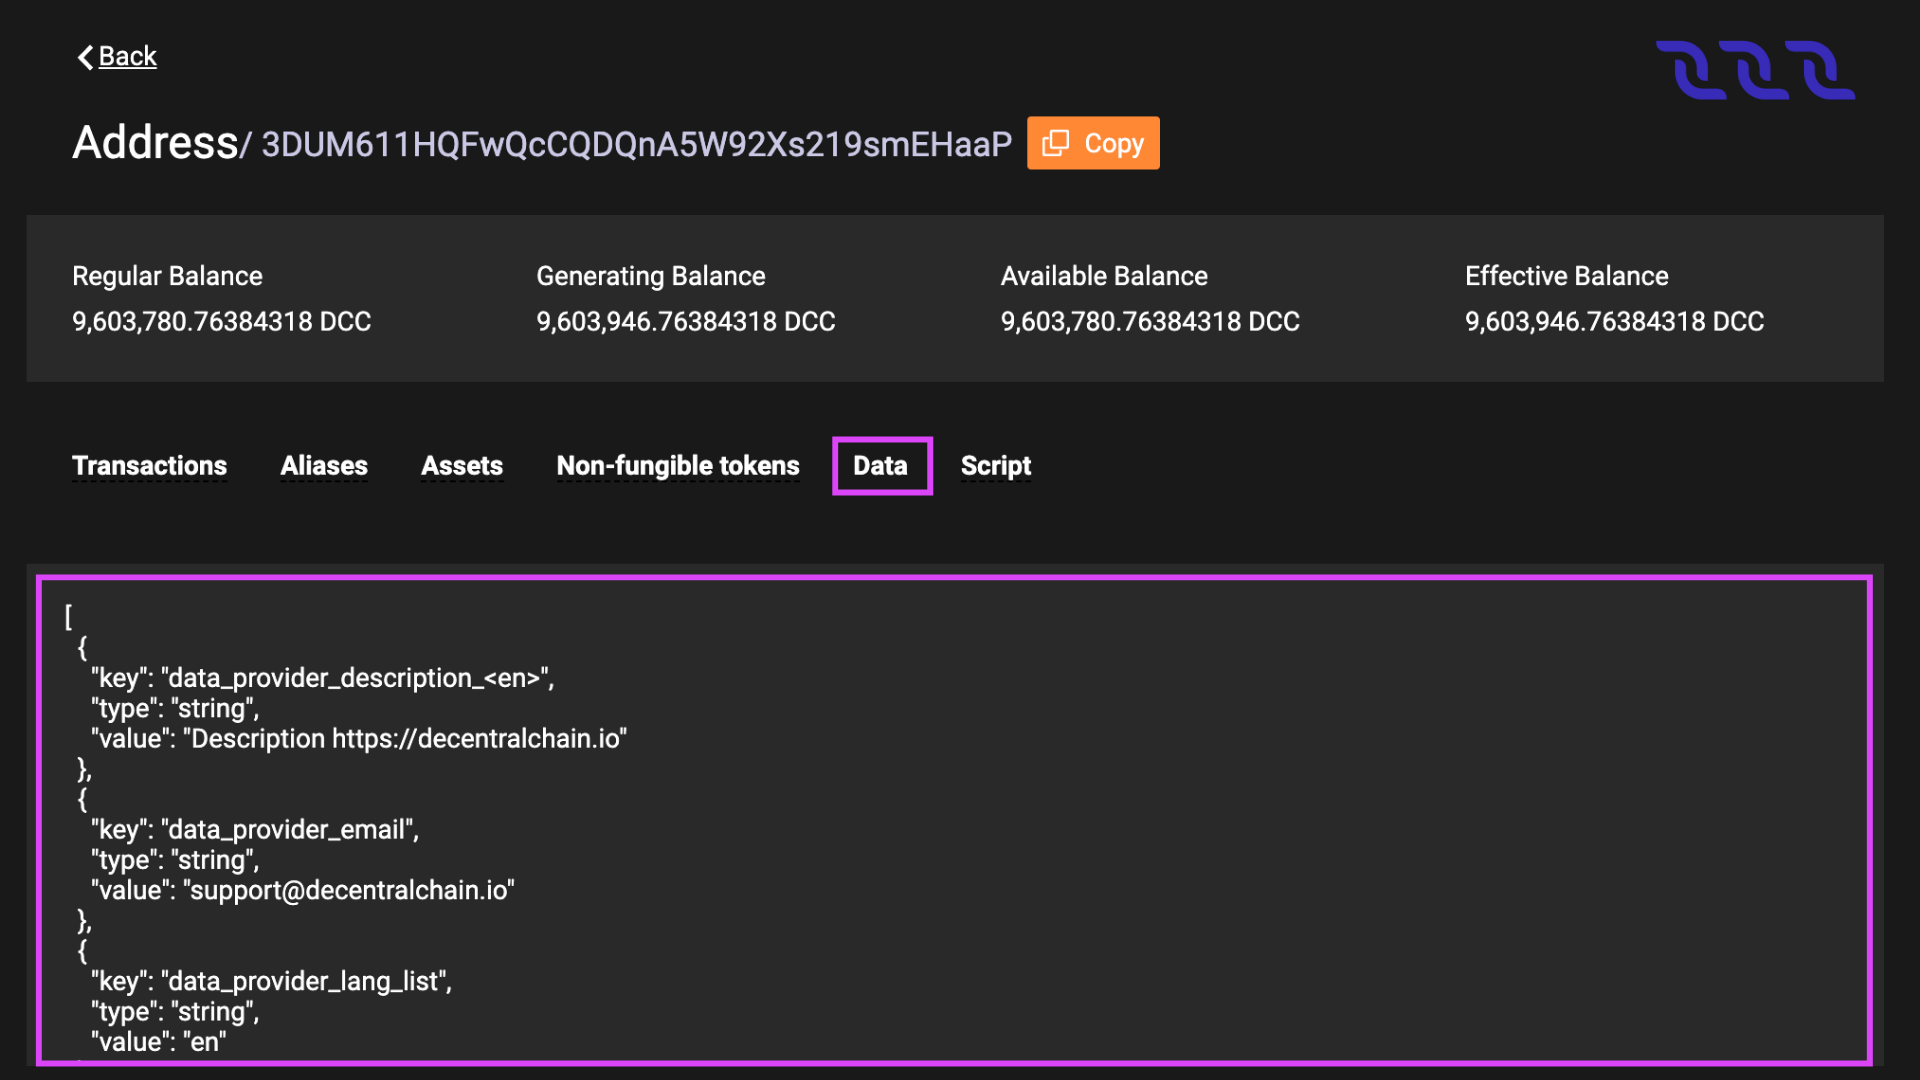 Back
Address/ 3DUM611HQFwQcCQDQnA5W92Xs219smEHaaP Copy
Regular Balance Generating Balance Available Balance Effective Balance
9,603,780.76384318 DCC 9,603,946.76384318 DCC 9,603,780.76384318 DCC 9,603,946.76384318 DCC
Transactions Aliases Assets Non-fungible tokens Data Script
[
{
"key": "data_provider_description_<en>",
"type": "string",
"value": "Description https://decentralchain.io"
},
{
"key": "data_provider_email",
"type": "string",
"value": "support@decentralchain.io"
},
{
"key": "data_provider_lang_list",
"type": "string",
"value": "en"